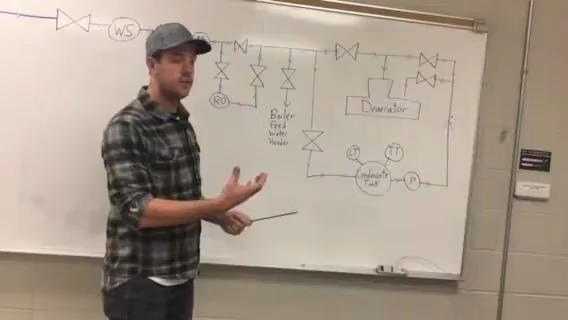 WS
RO
Boiler
Feed
Water
Header
Deaerator
LT
TT
Condensate
Tank
P